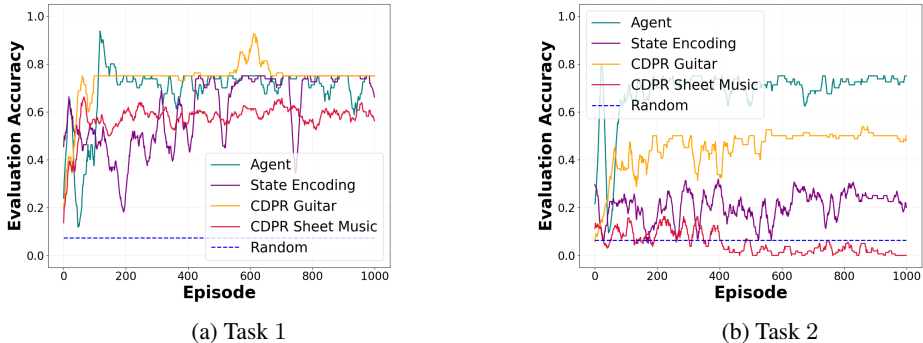 1.0
0.8
0.6
0.4
0.2
0.0
Evaluation Accuracy
0 200 400 600 800 1000
Episode
Agent
State Encoding
CDPR Guitar
CDPR Sheet Music
Random
(a) Task 1
1.0
0.8
0.6
0.4
0.2
0.0
Evaluation Accuracy
0 200 400 600 800 1000
Episode
Agent
State Encoding
CDPR Guitar
CDPR Sheet Music
Random
(b) Task 2